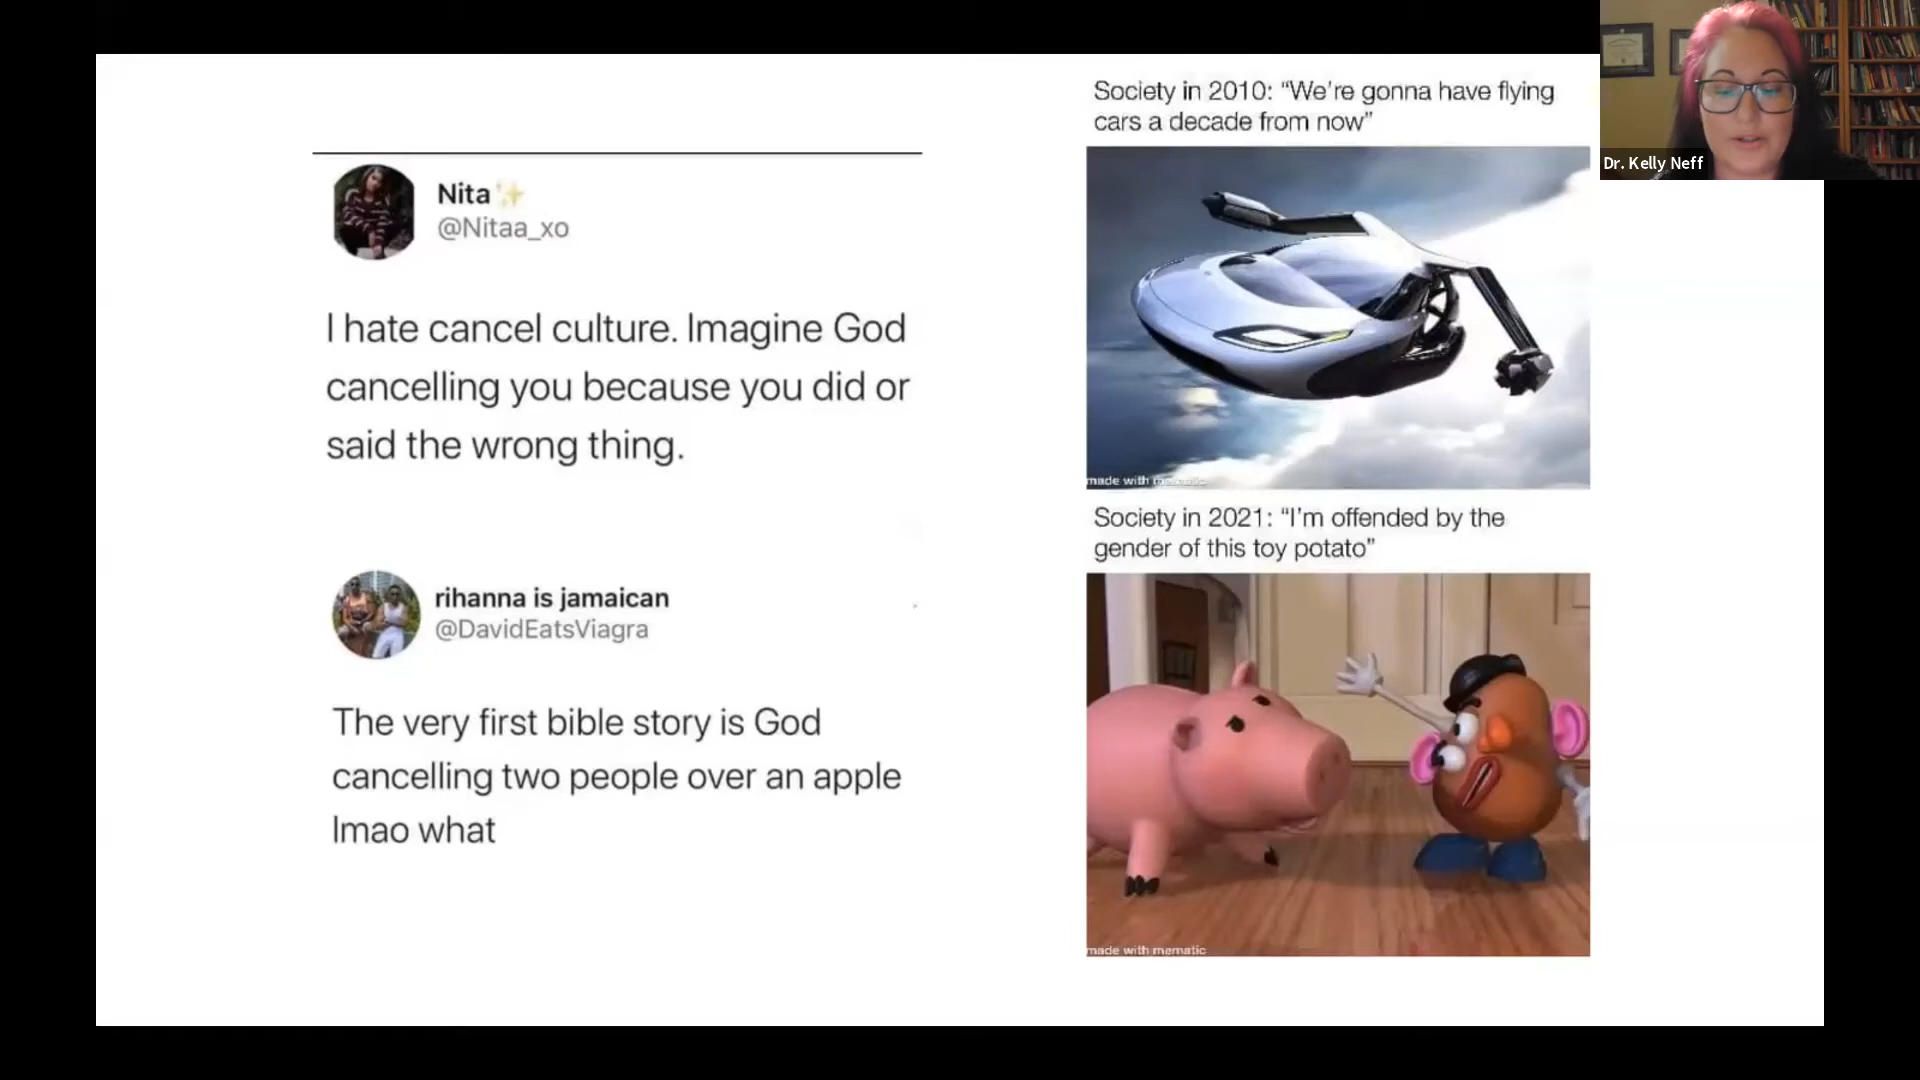 Nita✨
@Nitaa_xo
I hate cancel culture. Imagine God
cancelling you because you did or
said the wrong thing.
rihanna is jamaican
@DavidEatsViagra
The very first bible story is God
cancelling two people over an apple
lmao what
Society in 2010: “We’re gonna have flying
cars a decade from now”
made with
Society in 2021: “I’m offended by the
gender of this toy potato”
made with mematic
Dr. Kelly Neff